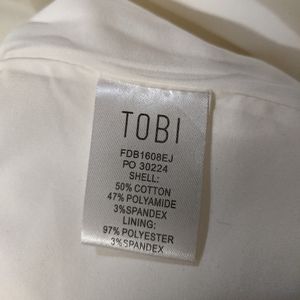 TOBI
FDB1608EJ
PO 30224
SHELL:
50% COTTON
47% POLYAMIDE
3%SPANDEX
LINING;
97% POLYESTER
3%SPANDEX